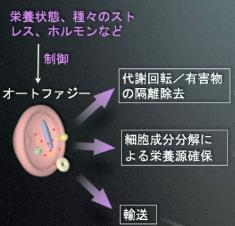 栄養状態、種々のスト
レス、ホルモンなど
制御
オートファジー
代謝回転／有害物
の隔離除去
細胞成分分解に
よる栄養源確保
輸送